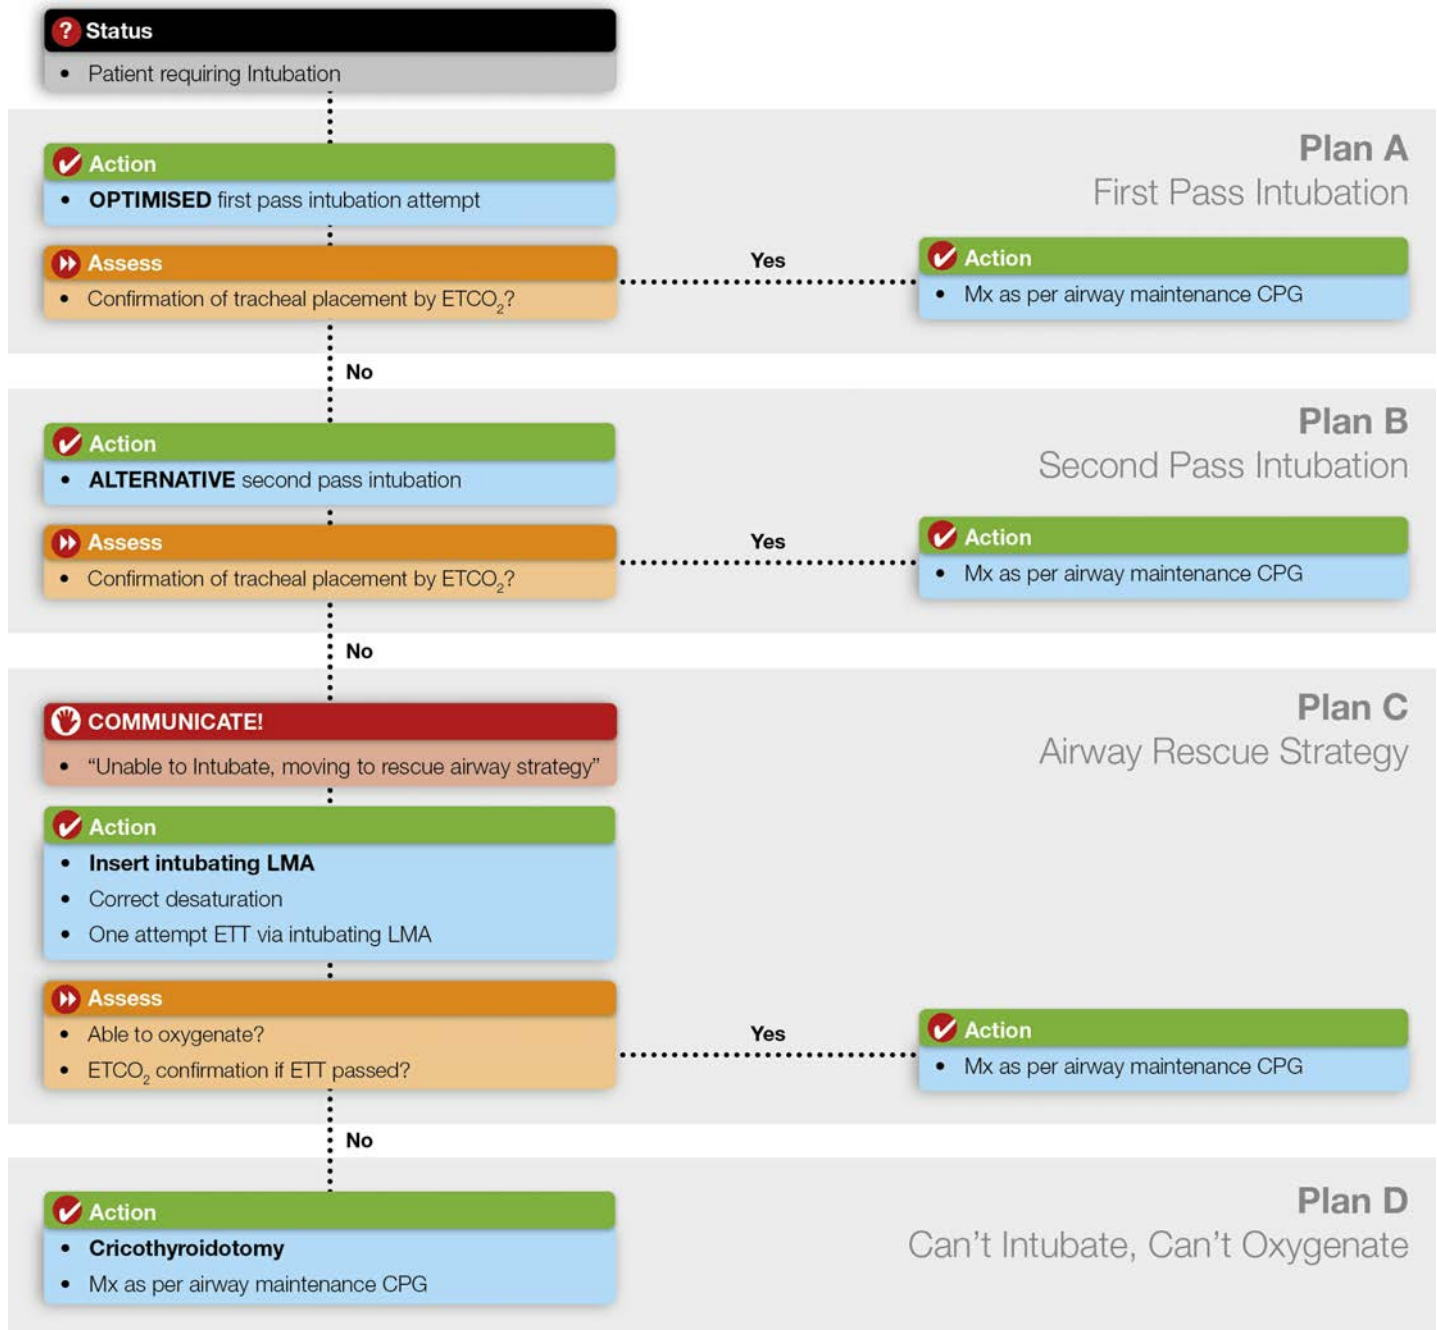 ? Status
• Patient requiring Intubation
Plan A
First Pass Intubation
Action
• OPTIMISED first pass intubation attempt
Assess
• Confirmation of tracheal placement by ETCO₂?
Yes
Action
• Mx as per airway maintenance CPG
No
Plan B
Second Pass Intubation
Action
• ALTERNATIVE second pass intubation
Assess
• Confirmation of tracheal placement by ETCO₂?
Yes
Action
• Mx as per airway maintenance CPG
No
Plan C
Airway Rescue Strategy
COMMUNICATE!
• “Unable to Intubate, moving to rescue airway strategy”
Action
• Insert intubating LMA
• Correct desaturation
• One attempt ETT via intubating LMA
Assess
• Able to oxygenate?
• ETCO₂ confirmation if ETT passed?
Yes
Action
• Mx as per airway maintenance CPG
No
Plan D
Can’t Intubate, Can’t Oxygenate
Action
• Cricothyroidotomy
• Mx as per airway maintenance CPG